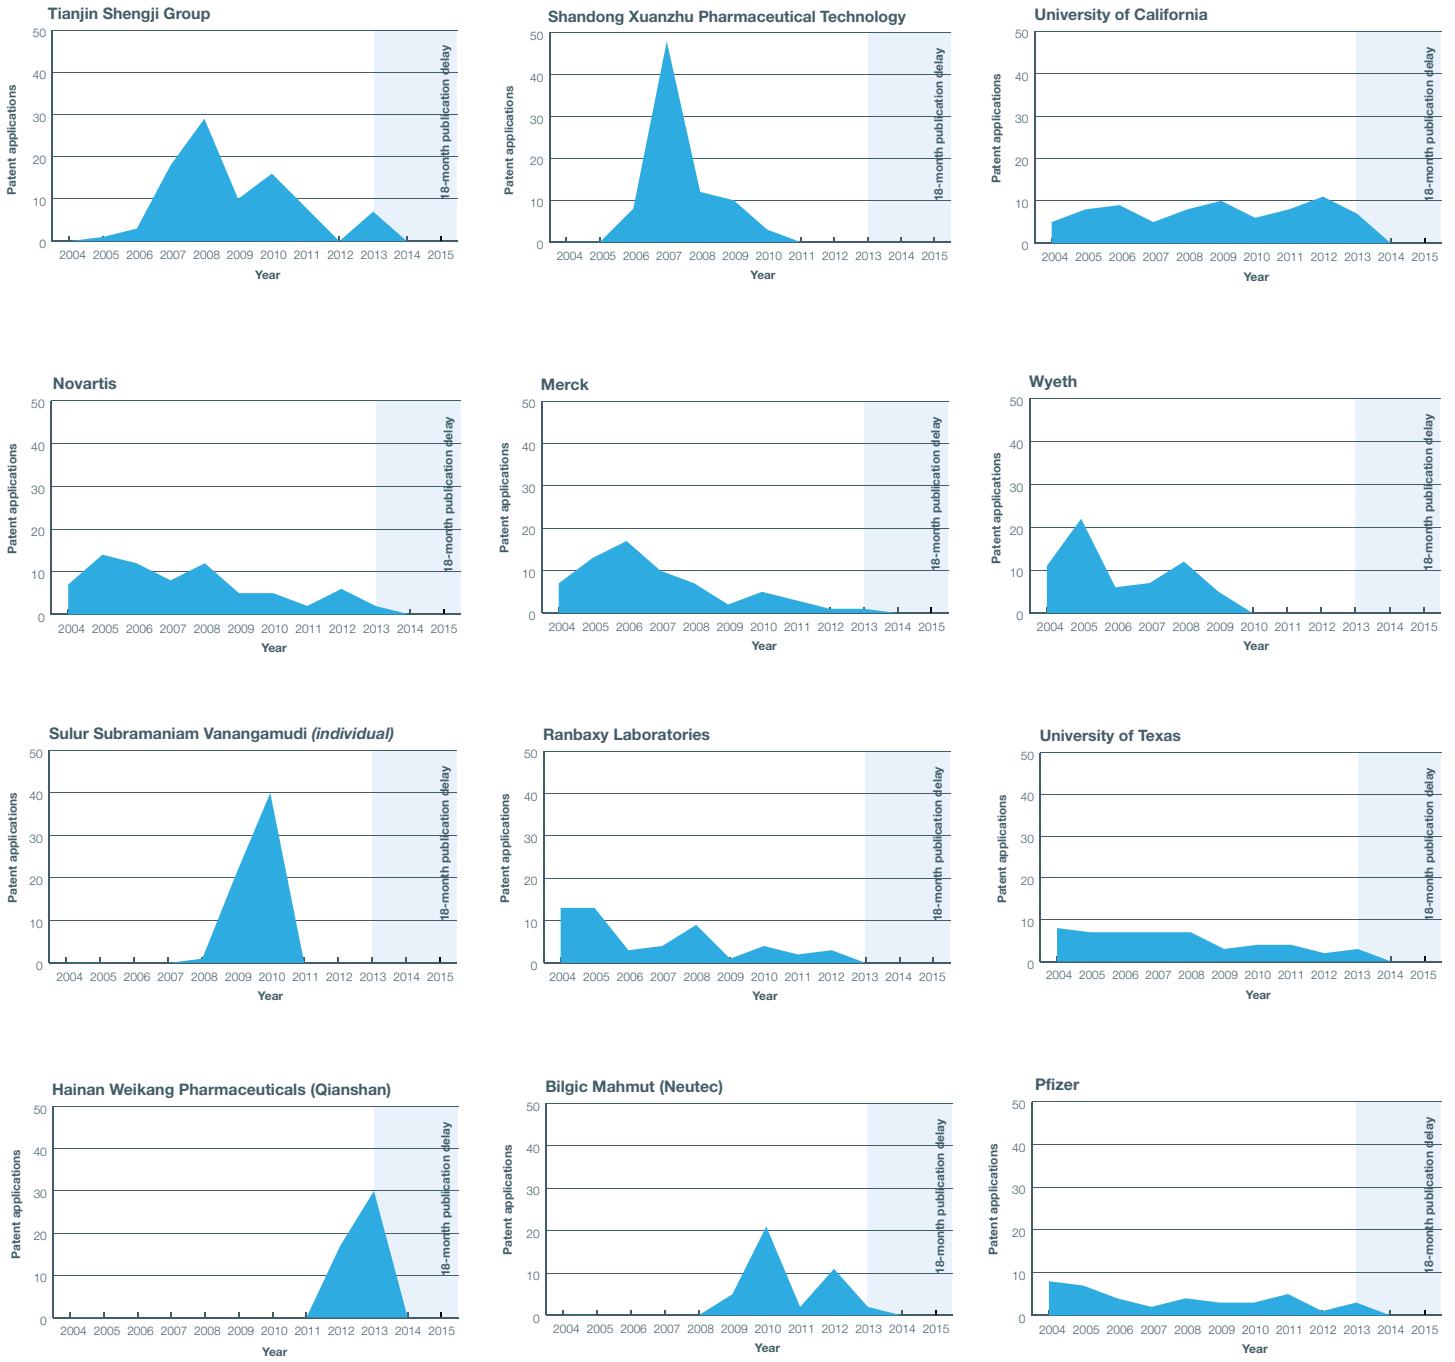 Tianjin Shengji Group
50
40
30
20
10
0
Patent applications
18-month publication delay
2004 2005 2006 2007 2008 2009 2010 2011 2012 2013 2014 2015
Year
Shandong Xuanzhu Pharmaceutical Technology
50
40
30
20
10
0
Patent applications
18-month publication delay
2004 2005 2006 2007 2008 2009 2010 2011 2012 2013 2014 2015
Year
University of California
50
40
30
20
10
0
Patent applications
18-month publication delay
2004 2005 2006 2007 2008 2009 2010 2011 2012 2013 2014 2015
Year
Novartis
50
40
30
20
10
0
Patent applications
18-month publication delay
2004 2005 2006 2007 2008 2009 2010 2011 2012 2013 2014 2015
Year
Merck
50
40
30
20
10
0
Patent applications
18-month publication delay
2004 2005 2006 2007 2008 2009 2010 2011 2012 2013 2014 2015
Year
Wyeth
50
40
30
20
10
0
Patent applications
18-month publication delay
2004 2005 2006 2007 2008 2009 2010 2011 2012 2013 2014 2015
Year
Sulur Subramaniam Vanangamudi (individual)
50
40
30
20
10
0
Patent applications
18-month publication delay
2004 2005 2006 2007 2008 2009 2010 2011 2012 2013 2014 2015
Year
Ranbaxy Laboratories
50
40
30
20
10
0
Patent applications
18-month publication delay
2004 2005 2006 2007 2008 2009 2010 2011 2012 2013 2014 2015
Year
University of Texas
50
40
30
20
10
0
Patent applications
18-month publication delay
2004 2005 2006 2007 2008 2009 2010 2011 2012 2013 2014 2015
Year
Hainan Weikang Pharmaceuticals (Qianshan)
50
40
30
20
10
0
Patent applications
18-month publication delay
2004 2005 2006 2007 2008 2009 2010 2011 2012 2013 2014 2015
Year
Bilgic Mahmut (Neutec)
50
40
30
20
10
0
Patent applications
18-month publication delay
2004 2005 2006 2007 2008 2009 2010 2011 2012 2013 2014 2015
Year
Pfizer
50
40
30
20
10
0
Patent applications
18-month publication delay
2004 2005 2006 2007 2008 2009 2010 2011 2012 2013 2014 2015
Year